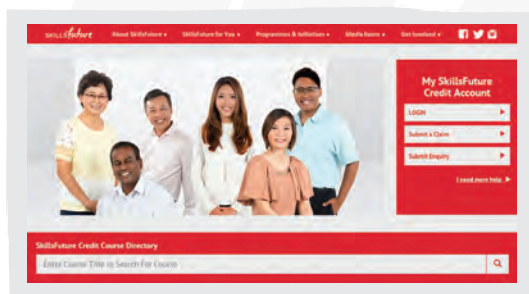 SKILLSfuture
About SkillsFuture
SkillsFuture for You
Programmes & Initiatives
Media Room
Get Involved
My SkillsFuture
Credit Account
LOGIN
Submit a Claim
Submit Enquiry
I need more help
SkillsFuture Credit Course Directory
Enter Course Title to Search For Course